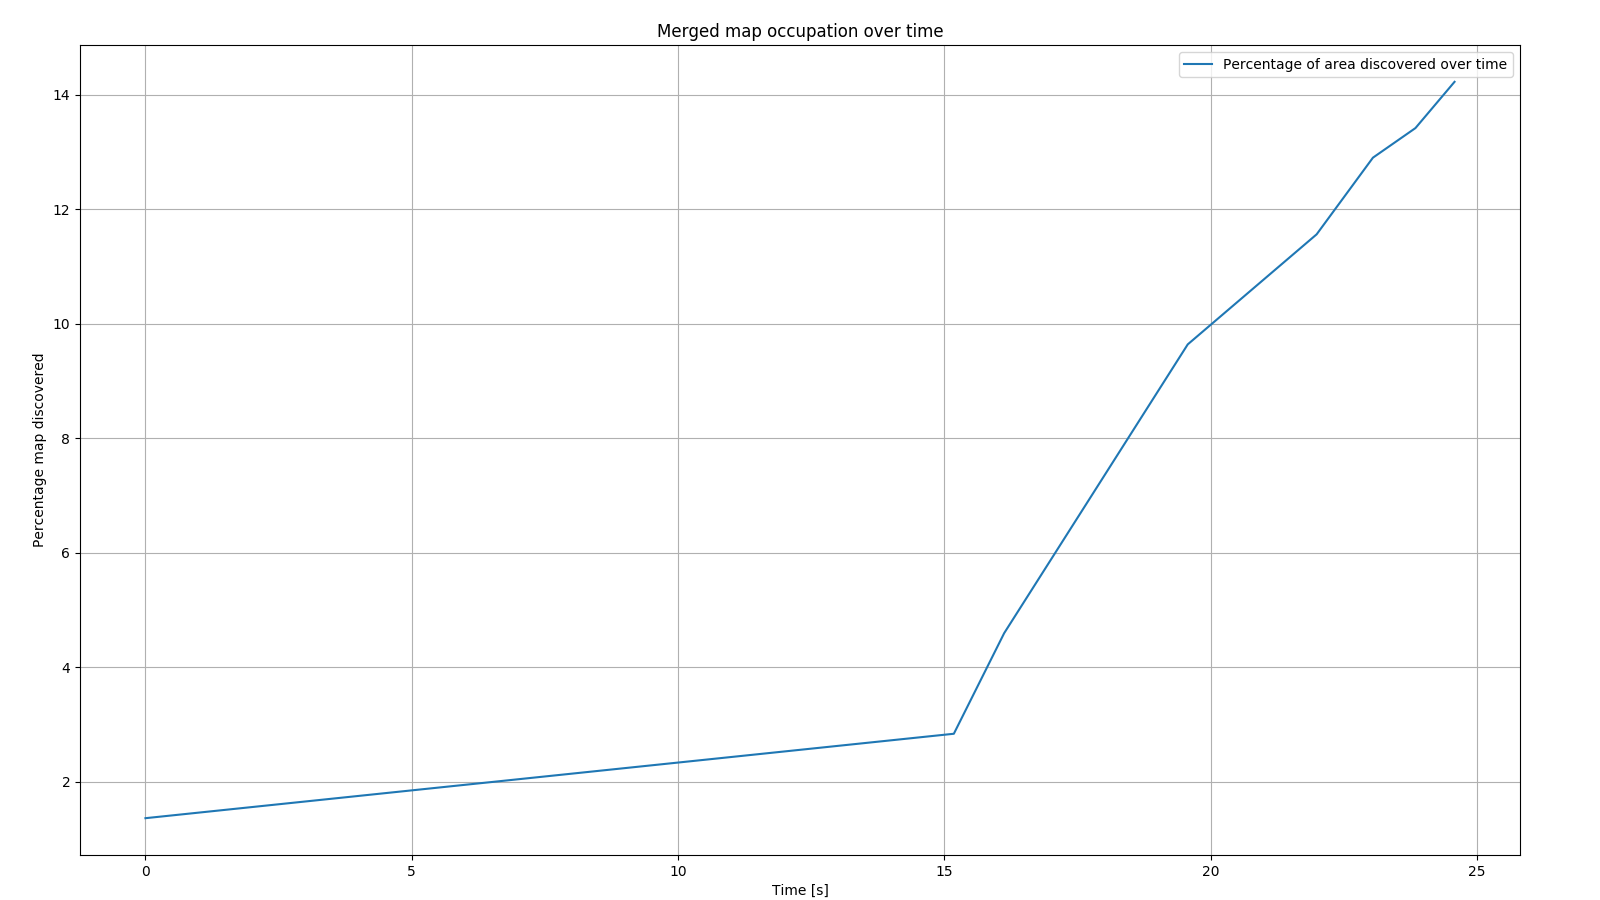 Merged map occupation over time
Percentage of area discovered over time
14
12
10
8
6
4
2
Percentage map discovered
0 5 10 15 20 25
Time [s]